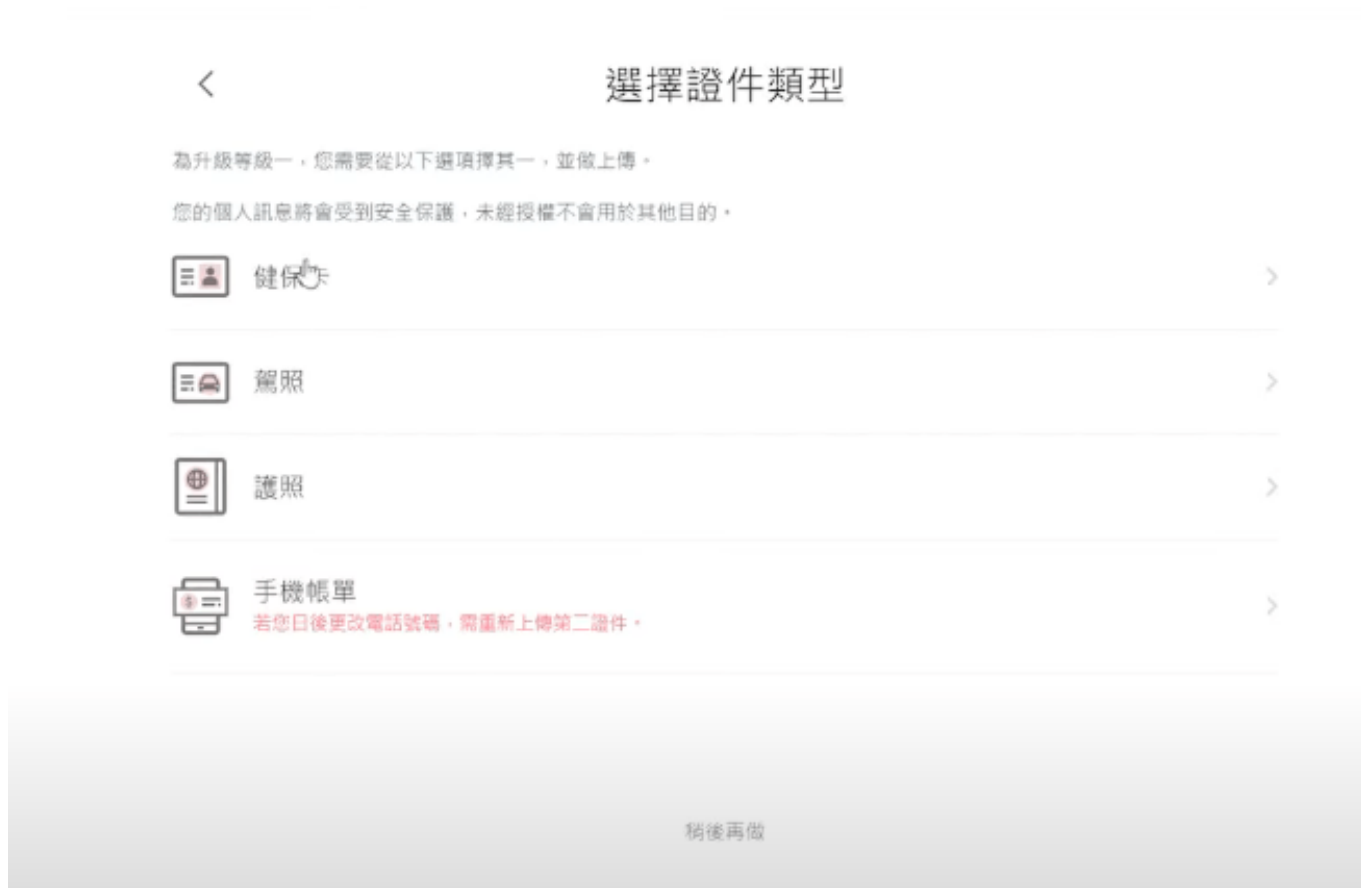 選擇證件類型
為升級等級一，您需要從以下選項擇其一，並做上傳。
您的個人訊息將會受到安全保護，未經授權不會用於其他目的。
健保卡
駕照
護照
手機帳單
若您日後更改電話號碼，需重新上傳第二證件。
稍後再做